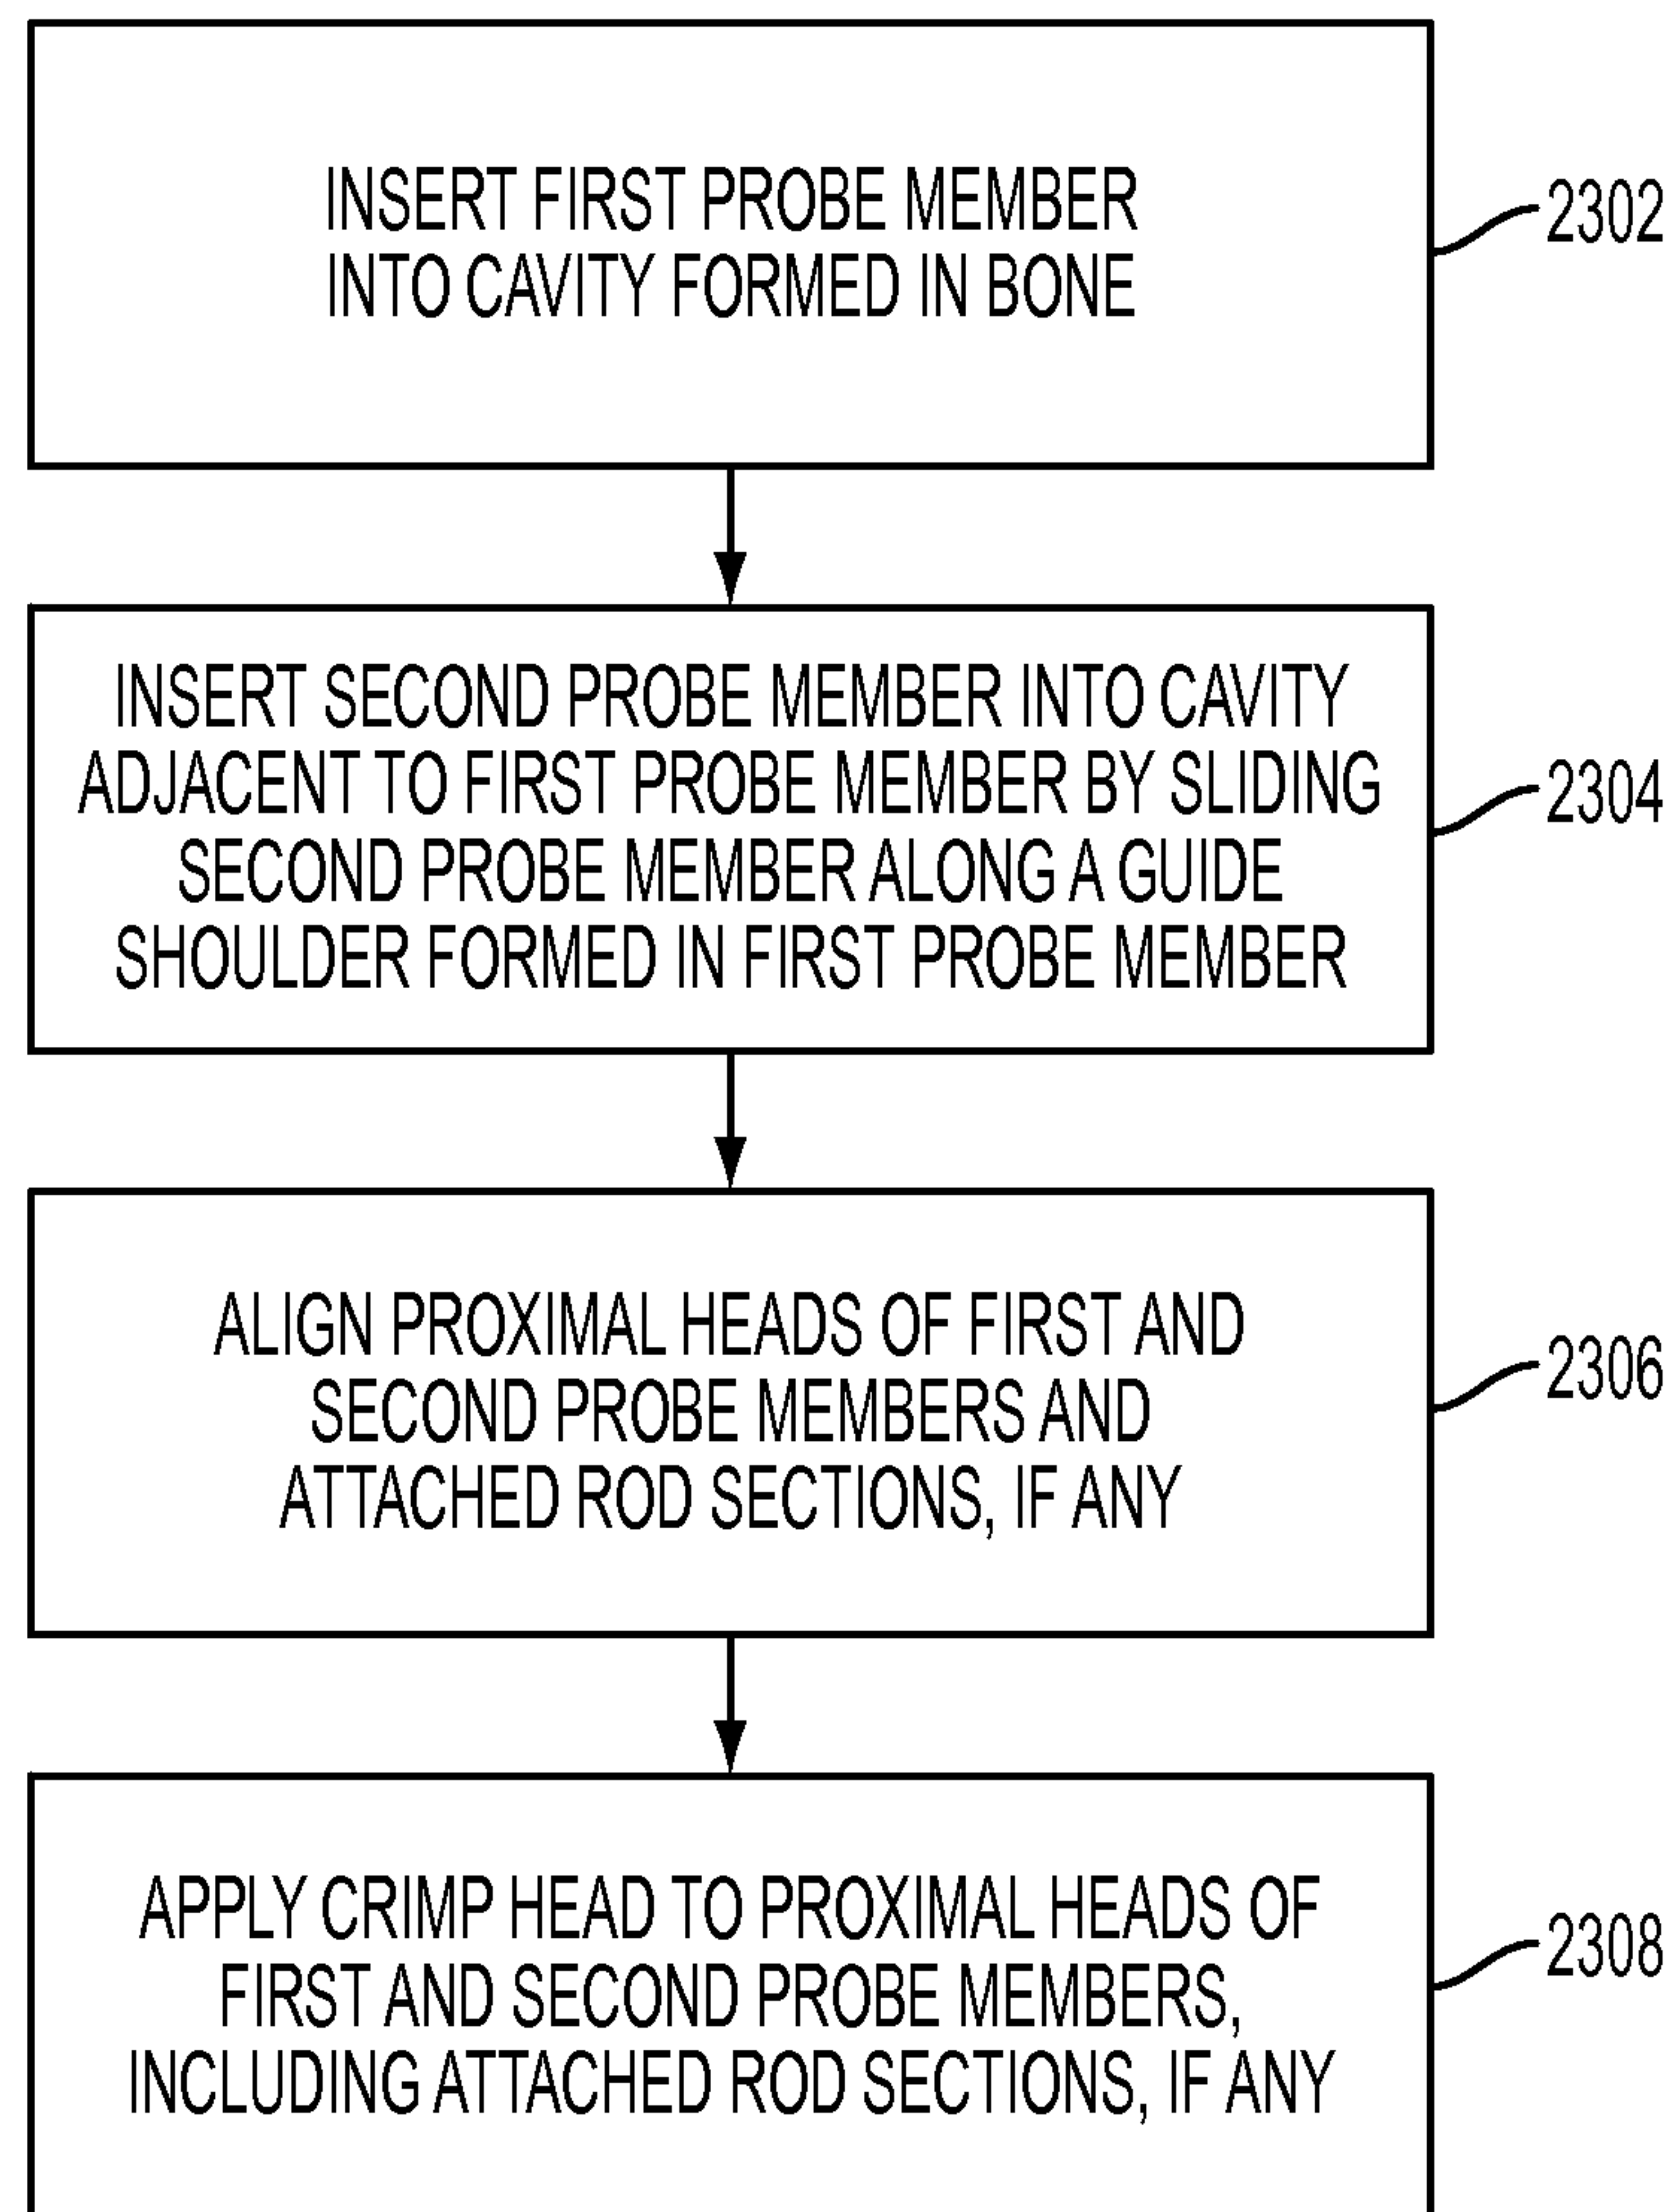 INSERT FIRST PROBE MEMBER
INTO CAVITY FORMED IN BONE
2302
INSERT SECOND PROBE MEMBER INTO CAVITY
ADJACENT TO FIRST PROBE MEMBER BY SLIDING
SECOND PROBE MEMBER ALONG A GUIDE
SHOULDER FORMED IN FIRST PROBE MEMBER
2304
ALIGN PROXIMAL HEADS OF FIRST AND
SECOND PROBE MEMBERS AND
ATTACHED ROD SECTIONS, IF ANY
2306
APPLY CRIMP HEAD TO PROXIMAL HEADS OF
FIRST AND SECOND PROBE MEMBERS,
INCLUDING ATTACHED ROD SECTIONS, IF ANY
2308